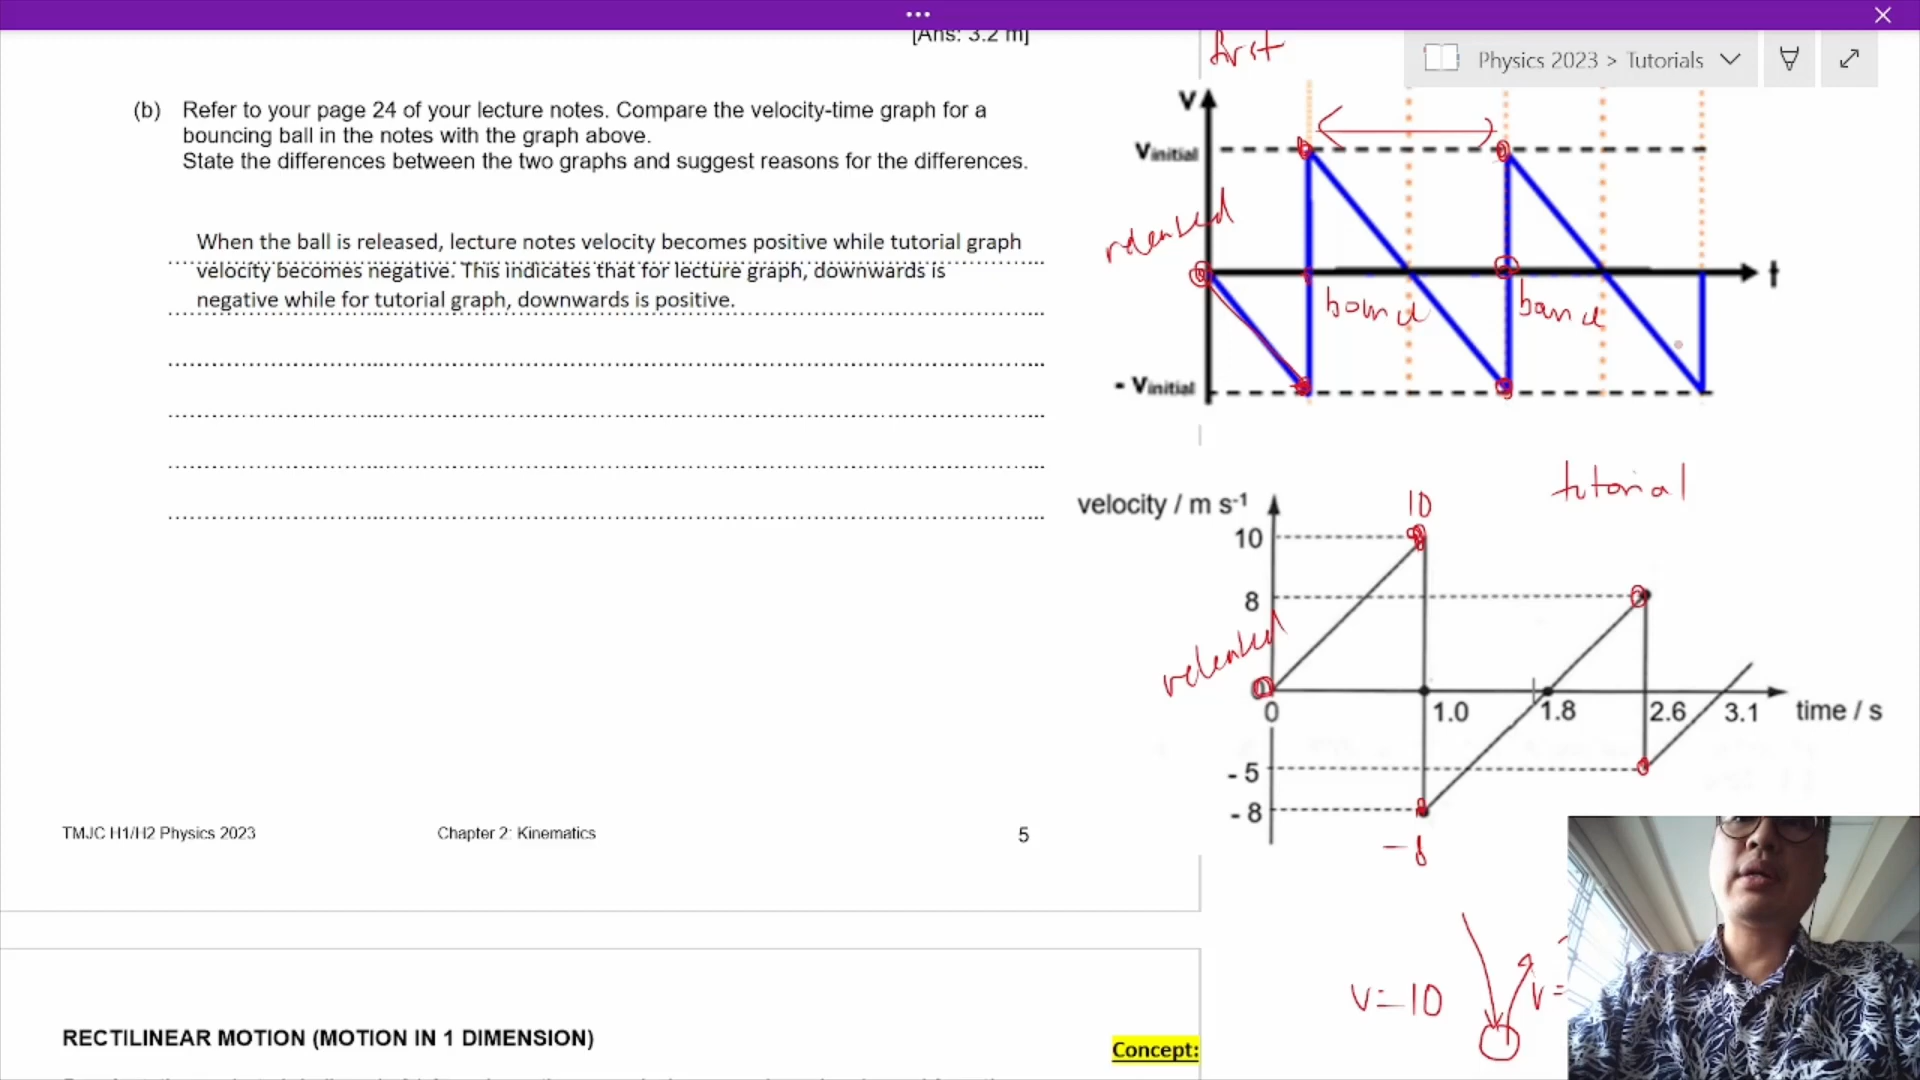 [Ans: 3.2 m]
(b) Refer to your page 24 of your lecture notes. Compare the velocity-time graph for a
bouncing ball in the notes with the graph above.
State the differences between the two graphs and suggest reasons for the differences.
When the ball is released, lecture notes velocity becomes positive while tutorial graph
velocity becomes negative. This indicates that for lecture graph, downwards is
negative while for tutorial graph, downwards is positive.
TMJC H1/H2 Physics 2023
Chapter 2: Kinematics
5
RECTILINEAR MOTION (MOTION IN 1 DIMENSION)
Concept:
first
Physics 2023 > Tutorials
V
Vinitial
released
bounce
bounce
t
- Vinitial
tutorial
velocity / m s-1
10
10
8
released
0
1.0
1.8
2.6
3.1
time / s
- 5
- 8
-8
V=10
V=